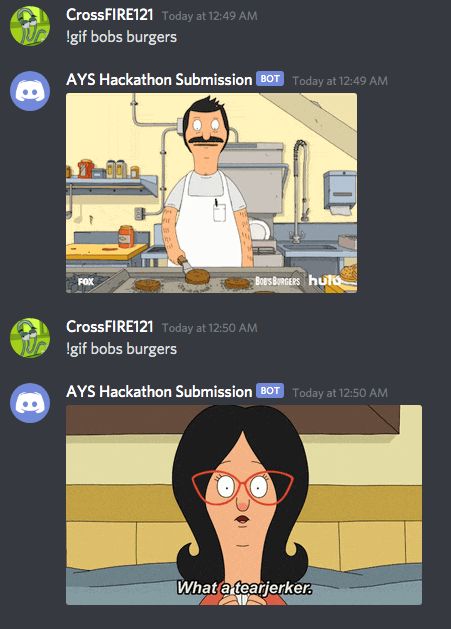 CrossFIRE121 Today at 12:49 AM
!gif bobs burgers
AYS Hackathon Submission BOT Today at 12:49 AM
FOX BOB'S BURGERS hulu
CrossFIRE121 Today at 12:50 AM
!gif bobs burgers
AYS Hackathon Submission BOT Today at 12:50 AM
What a tearjerker.